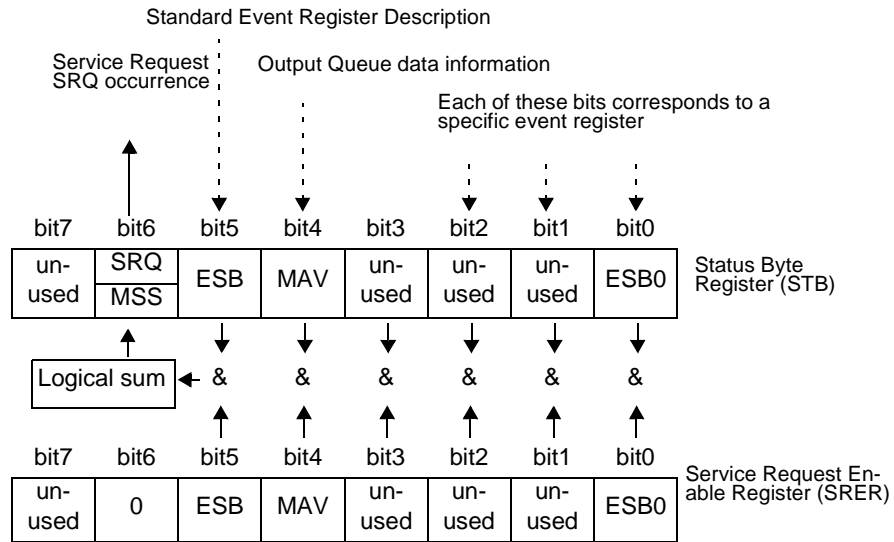 Standard Event Register Description
Service Request
SRQ occurrence
Output Queue data information
Each of these bits corresponds to a
specific event register
bit7 bit6 bit5 bit4 bit3 bit2 bit1 bit0
un-
used
SRQ
MSS
ESB
MAV
un-
used
un-
used
un-
used
ESB0
Status Byte
Register (STB)
Logical sum
& & & & & &
bit7 bit6 bit5 bit4 bit3 bit2 bit1 bit0
un-
used
0
ESB
MAV
un-
used
un-
used
un-
used
ESB0
Service Request En-
able Register (SRER)